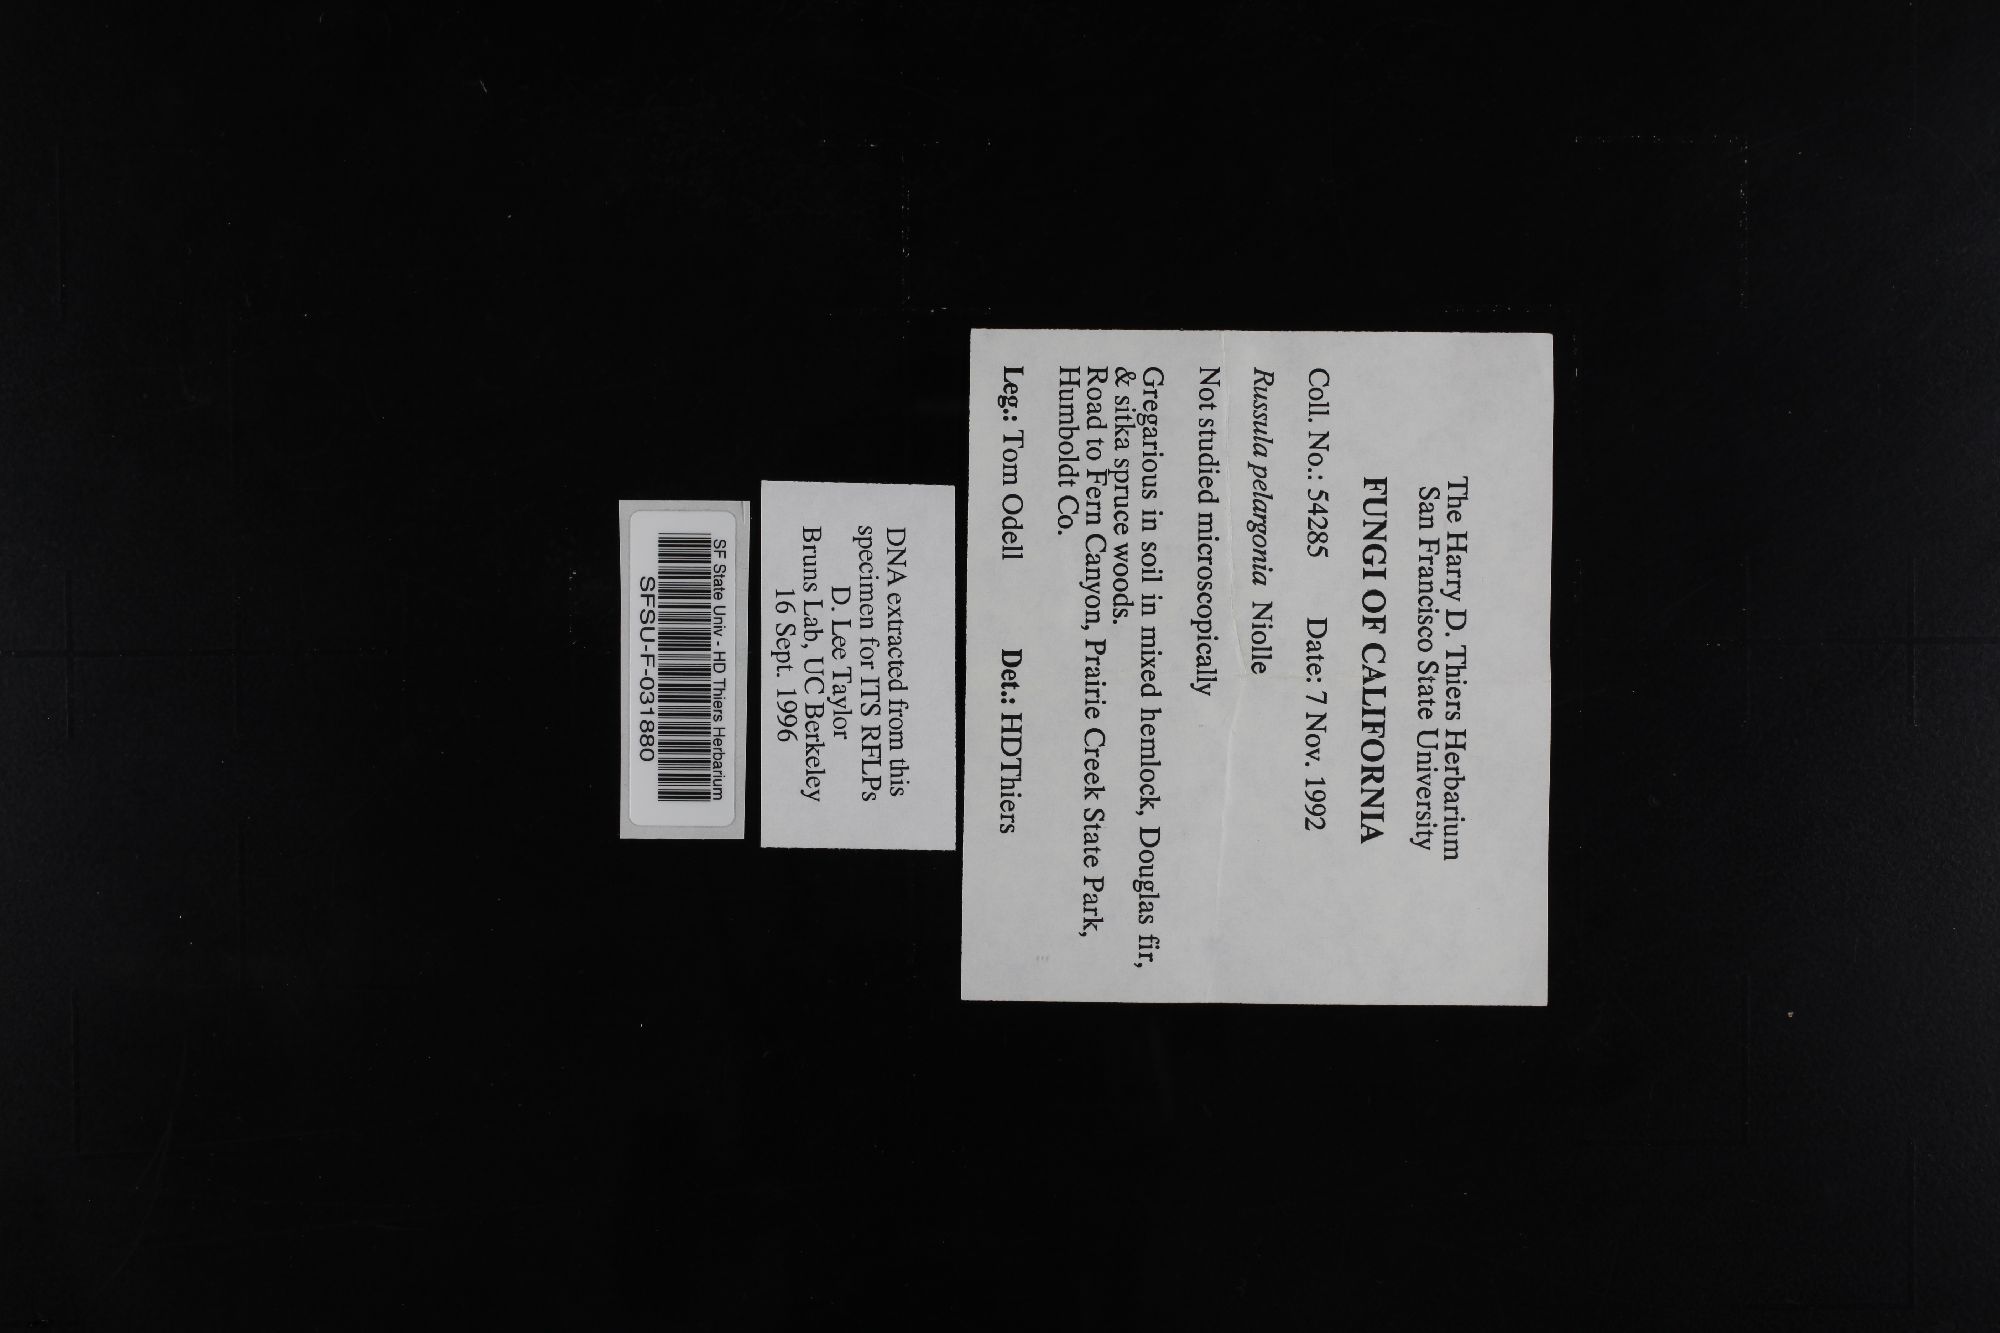 The Harry D. Thiers Herbarium
San Francisco State University
FUNGI OF CALIFORNIA
Coll. No.: 54285 Date: 7 Nov. 1992
Russula pelargonia Niolle
Not studied microscopically
Gregarious in soil in mixed hemlock, Douglas fir,
& sitka spruce woods.
Road to Fern Canyon, Prairie Creek State Park,
Humboldt Co.
Leg.: Tom Odell Det.: HDThiers
DNA extracted from this
specimen for ITS RFLPs
D. Lee Taylor
Bruns Lab, UC Berkeley
16 Sept. 1996
SF State Univ - HD Thiers Herbarium
SFSU-F-031880